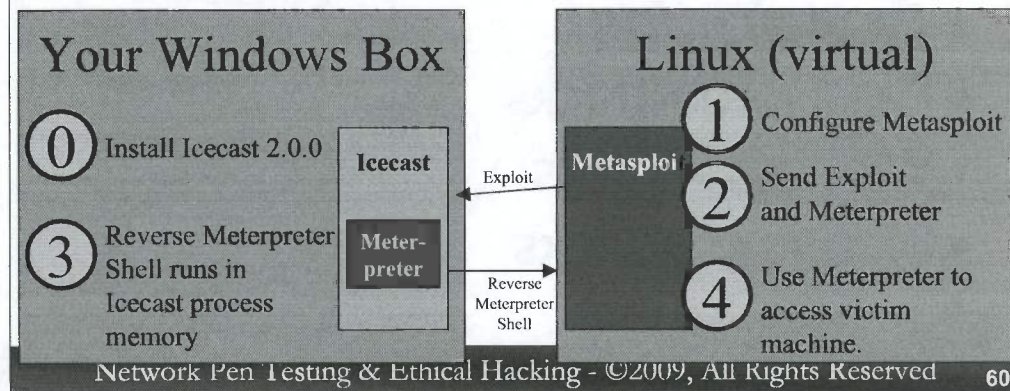 Your Windows Box
0
Install Icecast 2.0.0
3
Reverse Meterpreter
Shell runs in
Icecast process
memory
Icecast
Meter-
preter
Exploit
Reverse
Meterpreter
Shell
Linux (virtual)
Metasploi
1
Configure Metasploit
2
Send Exploit
and Meterpreter
4
Use Meterpreter to
access victim
machine.
Network Pen Testing & Ethical Hacking - ©2009, All Rights Reserved 60